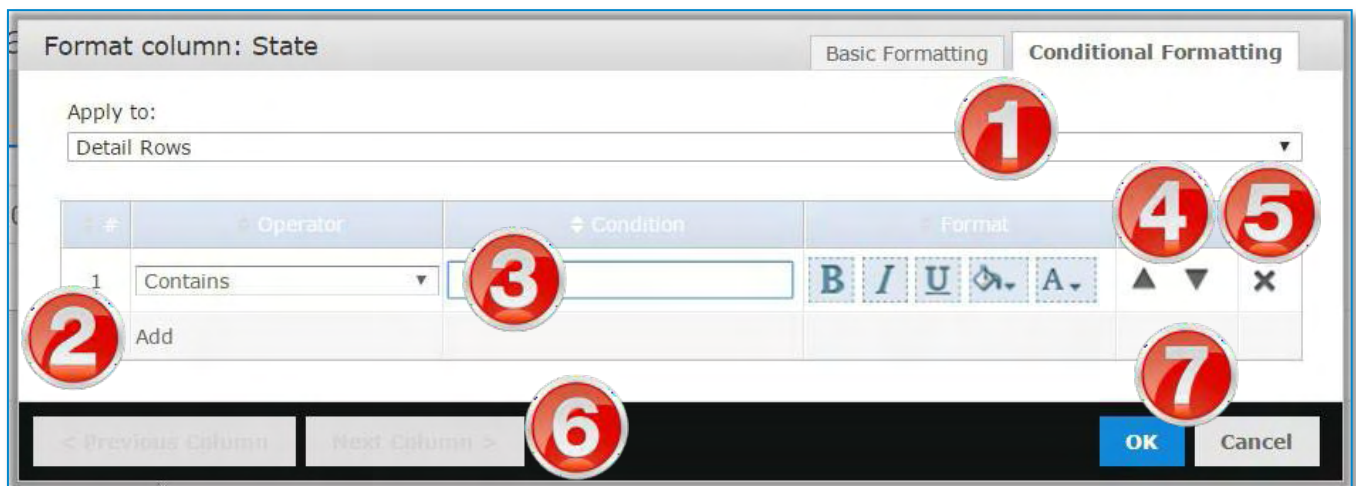 Format column: State
Basic Formatting
Conditional Formatting
1
Apply to:
Detail Rows
4
5
#
Operator
Condition
Format
3
1
Contains
B I U A
2
Add
7
6
< Previous Column
Next Column >
OK
Cancel